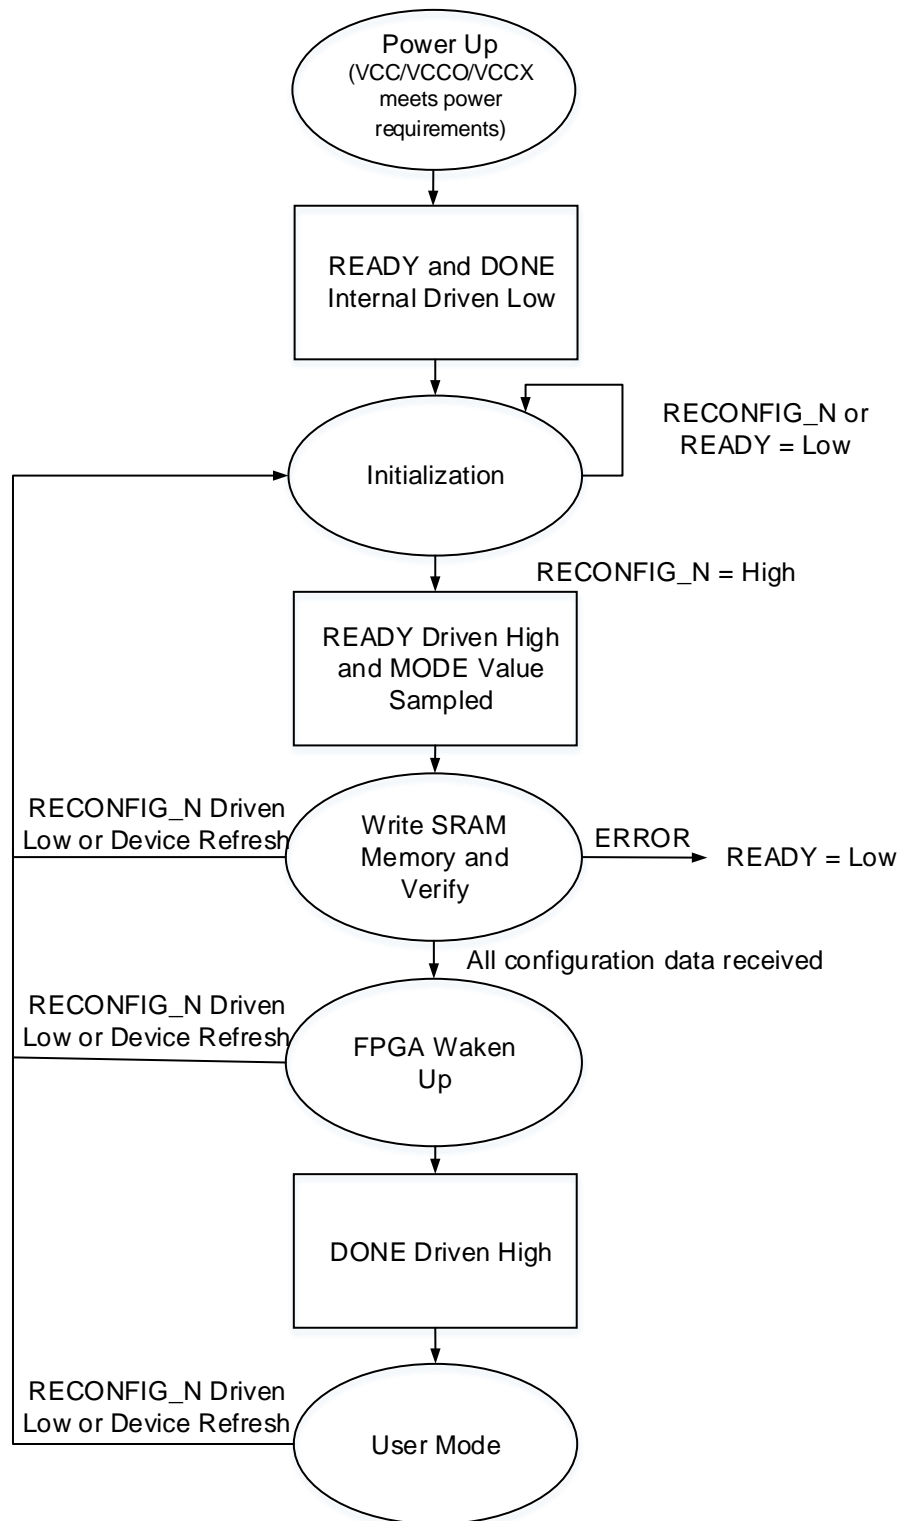 Power Up
(VCC/VCCO/VCCX
meets power
requirements)
READY and DONE
Internal Driven Low
RECONFIG_N or
READY = Low
Initialization
RECONFIG_N = High
READY Driven High
and MODE Value
Sampled
RECONFIG_N Driven
Low or Device Refresh
Write SRAM
Memory and
Verify
ERROR
READY = Low
All configuration data received
RECONFIG_N Driven
Low or Device Refresh
FPGA Waken
Up
DONE Driven High
RECONFIG_N Driven
Low or Device Refresh
User Mode